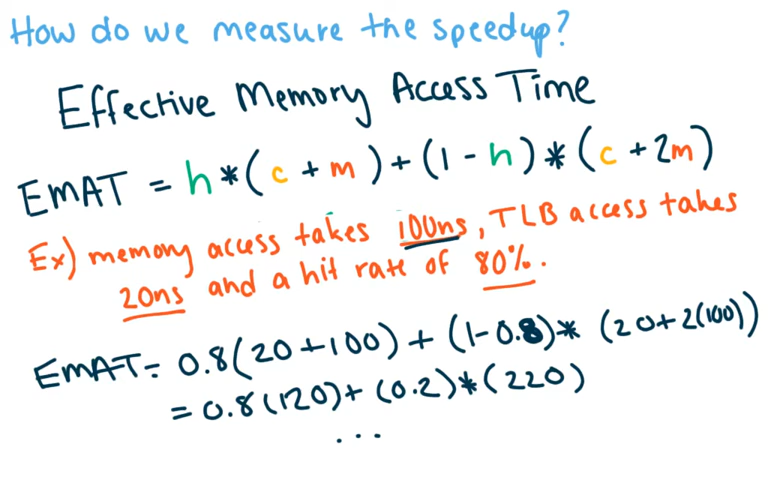 How do we measure the speedup?
Effective Memory Access Time
EMAT = h*(c + m) + (1 - h) * (c + 2m)
Ex) memory access takes 100ns, TLB access takes
20ns and a hit rate of 80%.
EMAT = 0.8(20+100) + (1-0.8)* (20+2(100))
= 0.8(120)+ (0.2)*(220)
...